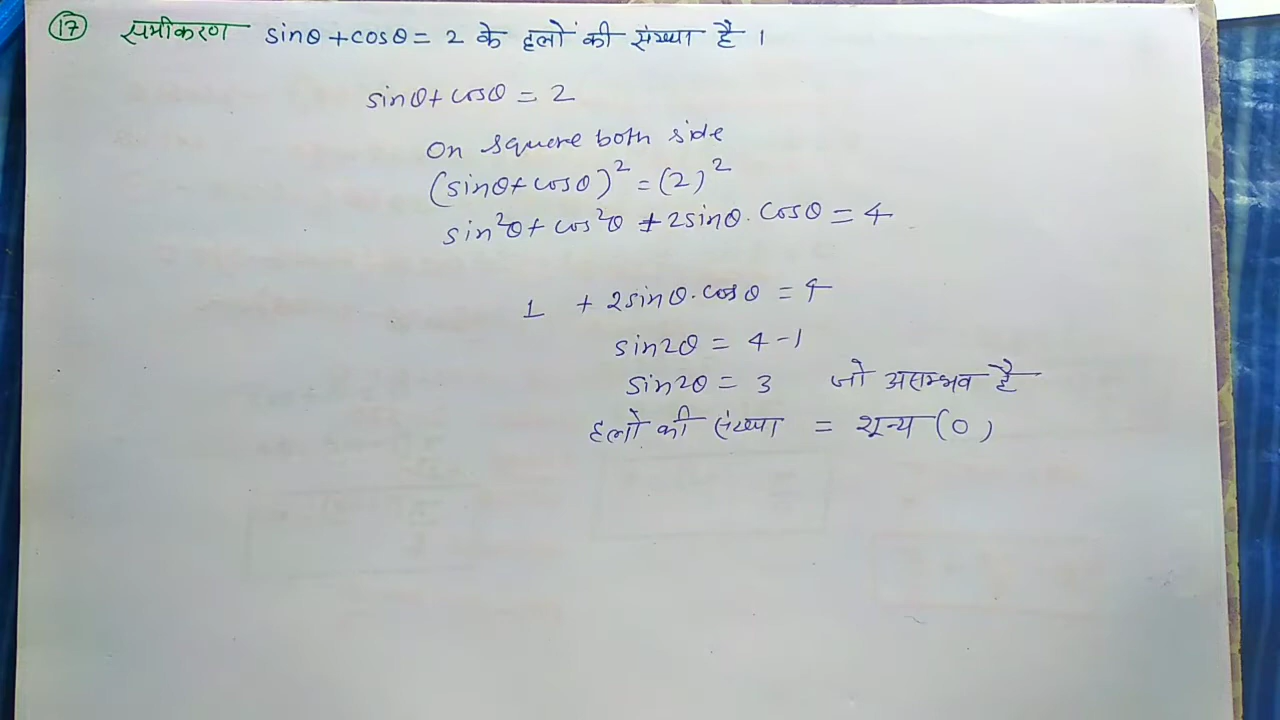 (17) समीकरण sinθ + cosθ = 2 के हलों की संख्या है ।
sinθ + cosθ = 2
On squere both side
(sinθ + cosθ)² = (2)²
sin²θ + cos²θ + 2sinθ . cosθ = 4
1 + 2sinθ . cosθ = 4
sin2θ = 4 - 1
sin2θ = 3 जो असम्भव है
हलों की संख्या = शून्य (0)